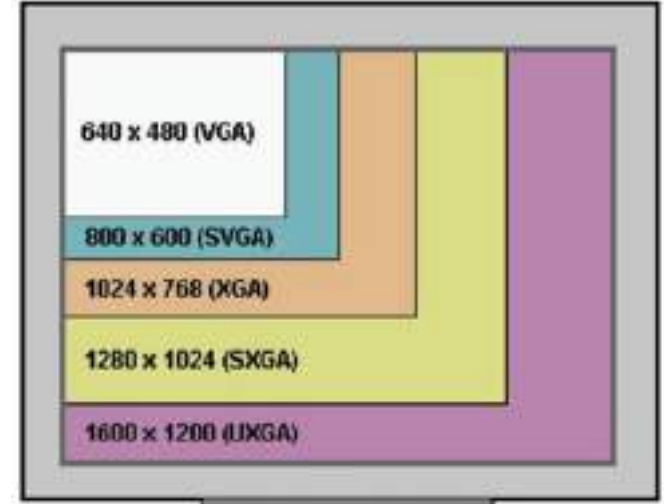 640 x 480 (VGA)
800 x 600 (SVGA)
1024 x 768 (XGA)
1280 x 1024 (SXGA)
1600 x 1200 (UXGA)